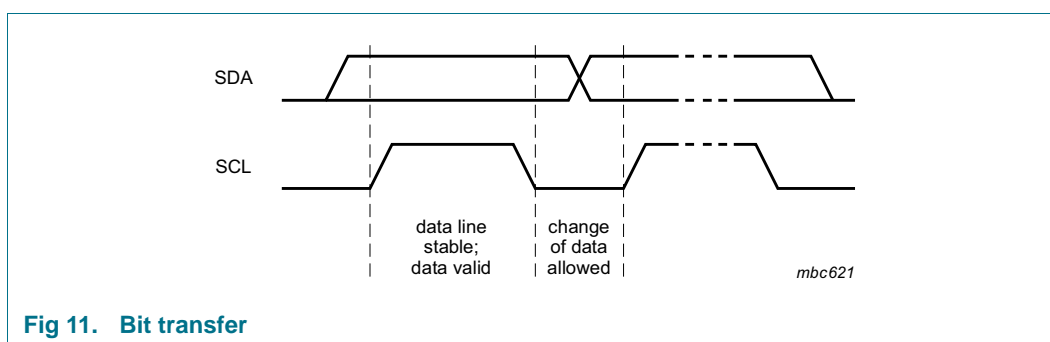 SDA
SCL
data line
stable;
data valid
change
of data
allowed
mbc621
Fig 11. Bit transfer